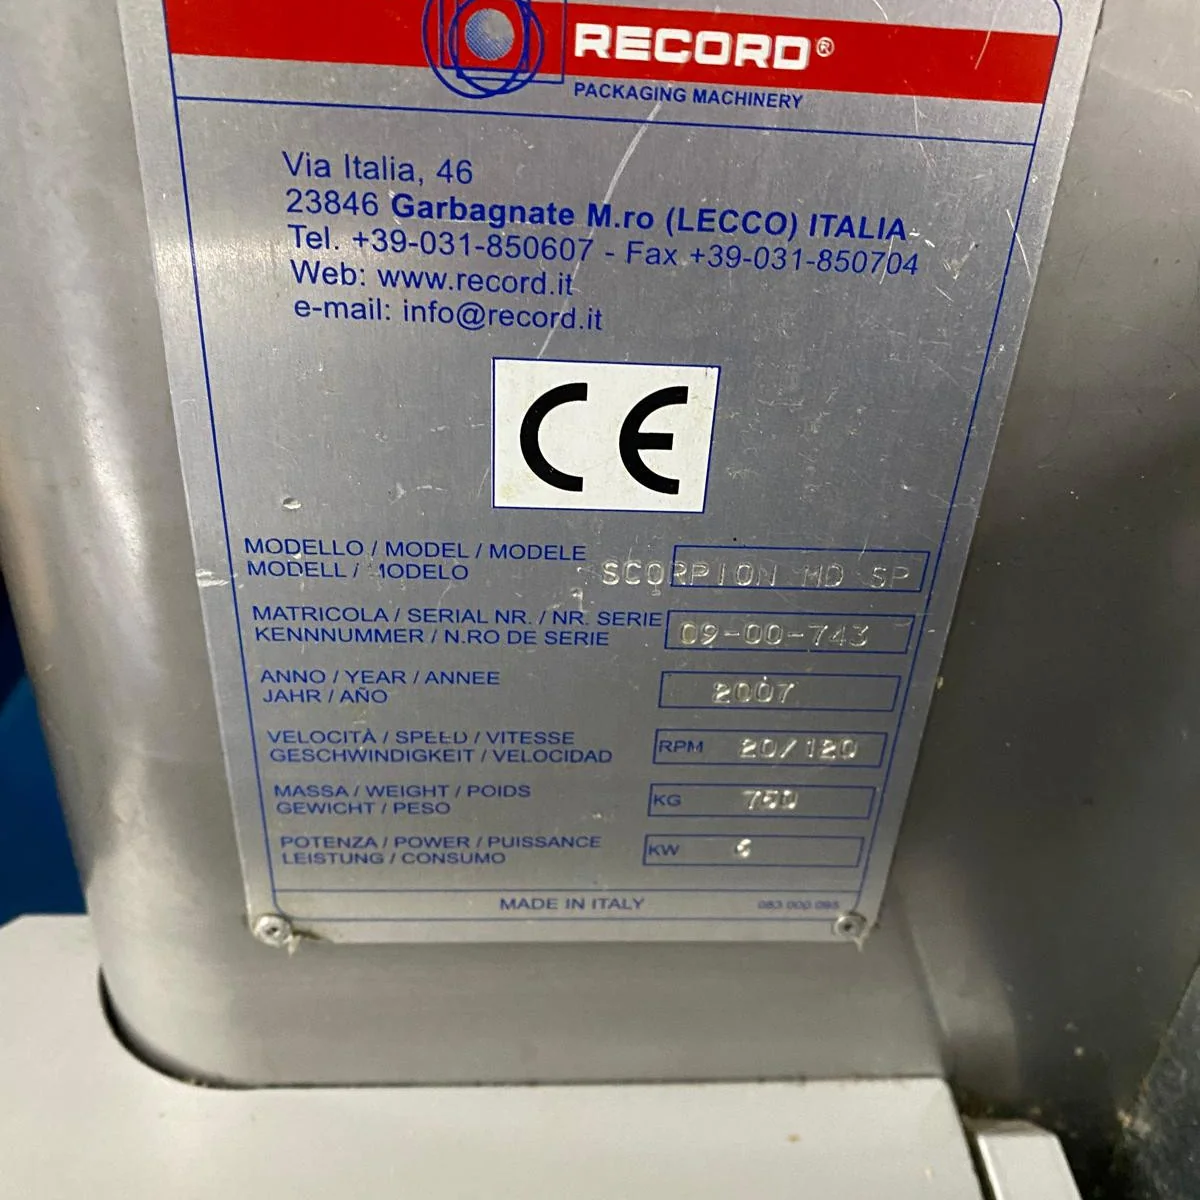 RECORD®
PACKAGING MACHINERY
Via Italia, 46
23846 Garbagnate M.ro (LECCO) ITALIA
Tel. +39-031-850607 - Fax +39-031-850704
Web: www.record.it
e-mail: info@record.it
CE
MODELLO / MODEL / MODELE
MODELL / MODELO
SCORPION MD SP
MATRICOLA / SERIAL NR. / NR. SERIE
KENNNUMMER / N.RO DE SERIE
09-00-743
ANNO / YEAR / ANNEE
JAHR / AÑO
2007
VELOCITÀ / SPEED / VITESSE
GESCHWINDIGKEIT / VELOCIDAD
RPM 20/120
MASSA / WEIGHT / POIDS
GEWICHT / PESO
KG 750
POTENZA / POWER / PUISSANCE
LEISTUNG / CONSUMO
KW
MADE IN ITALY